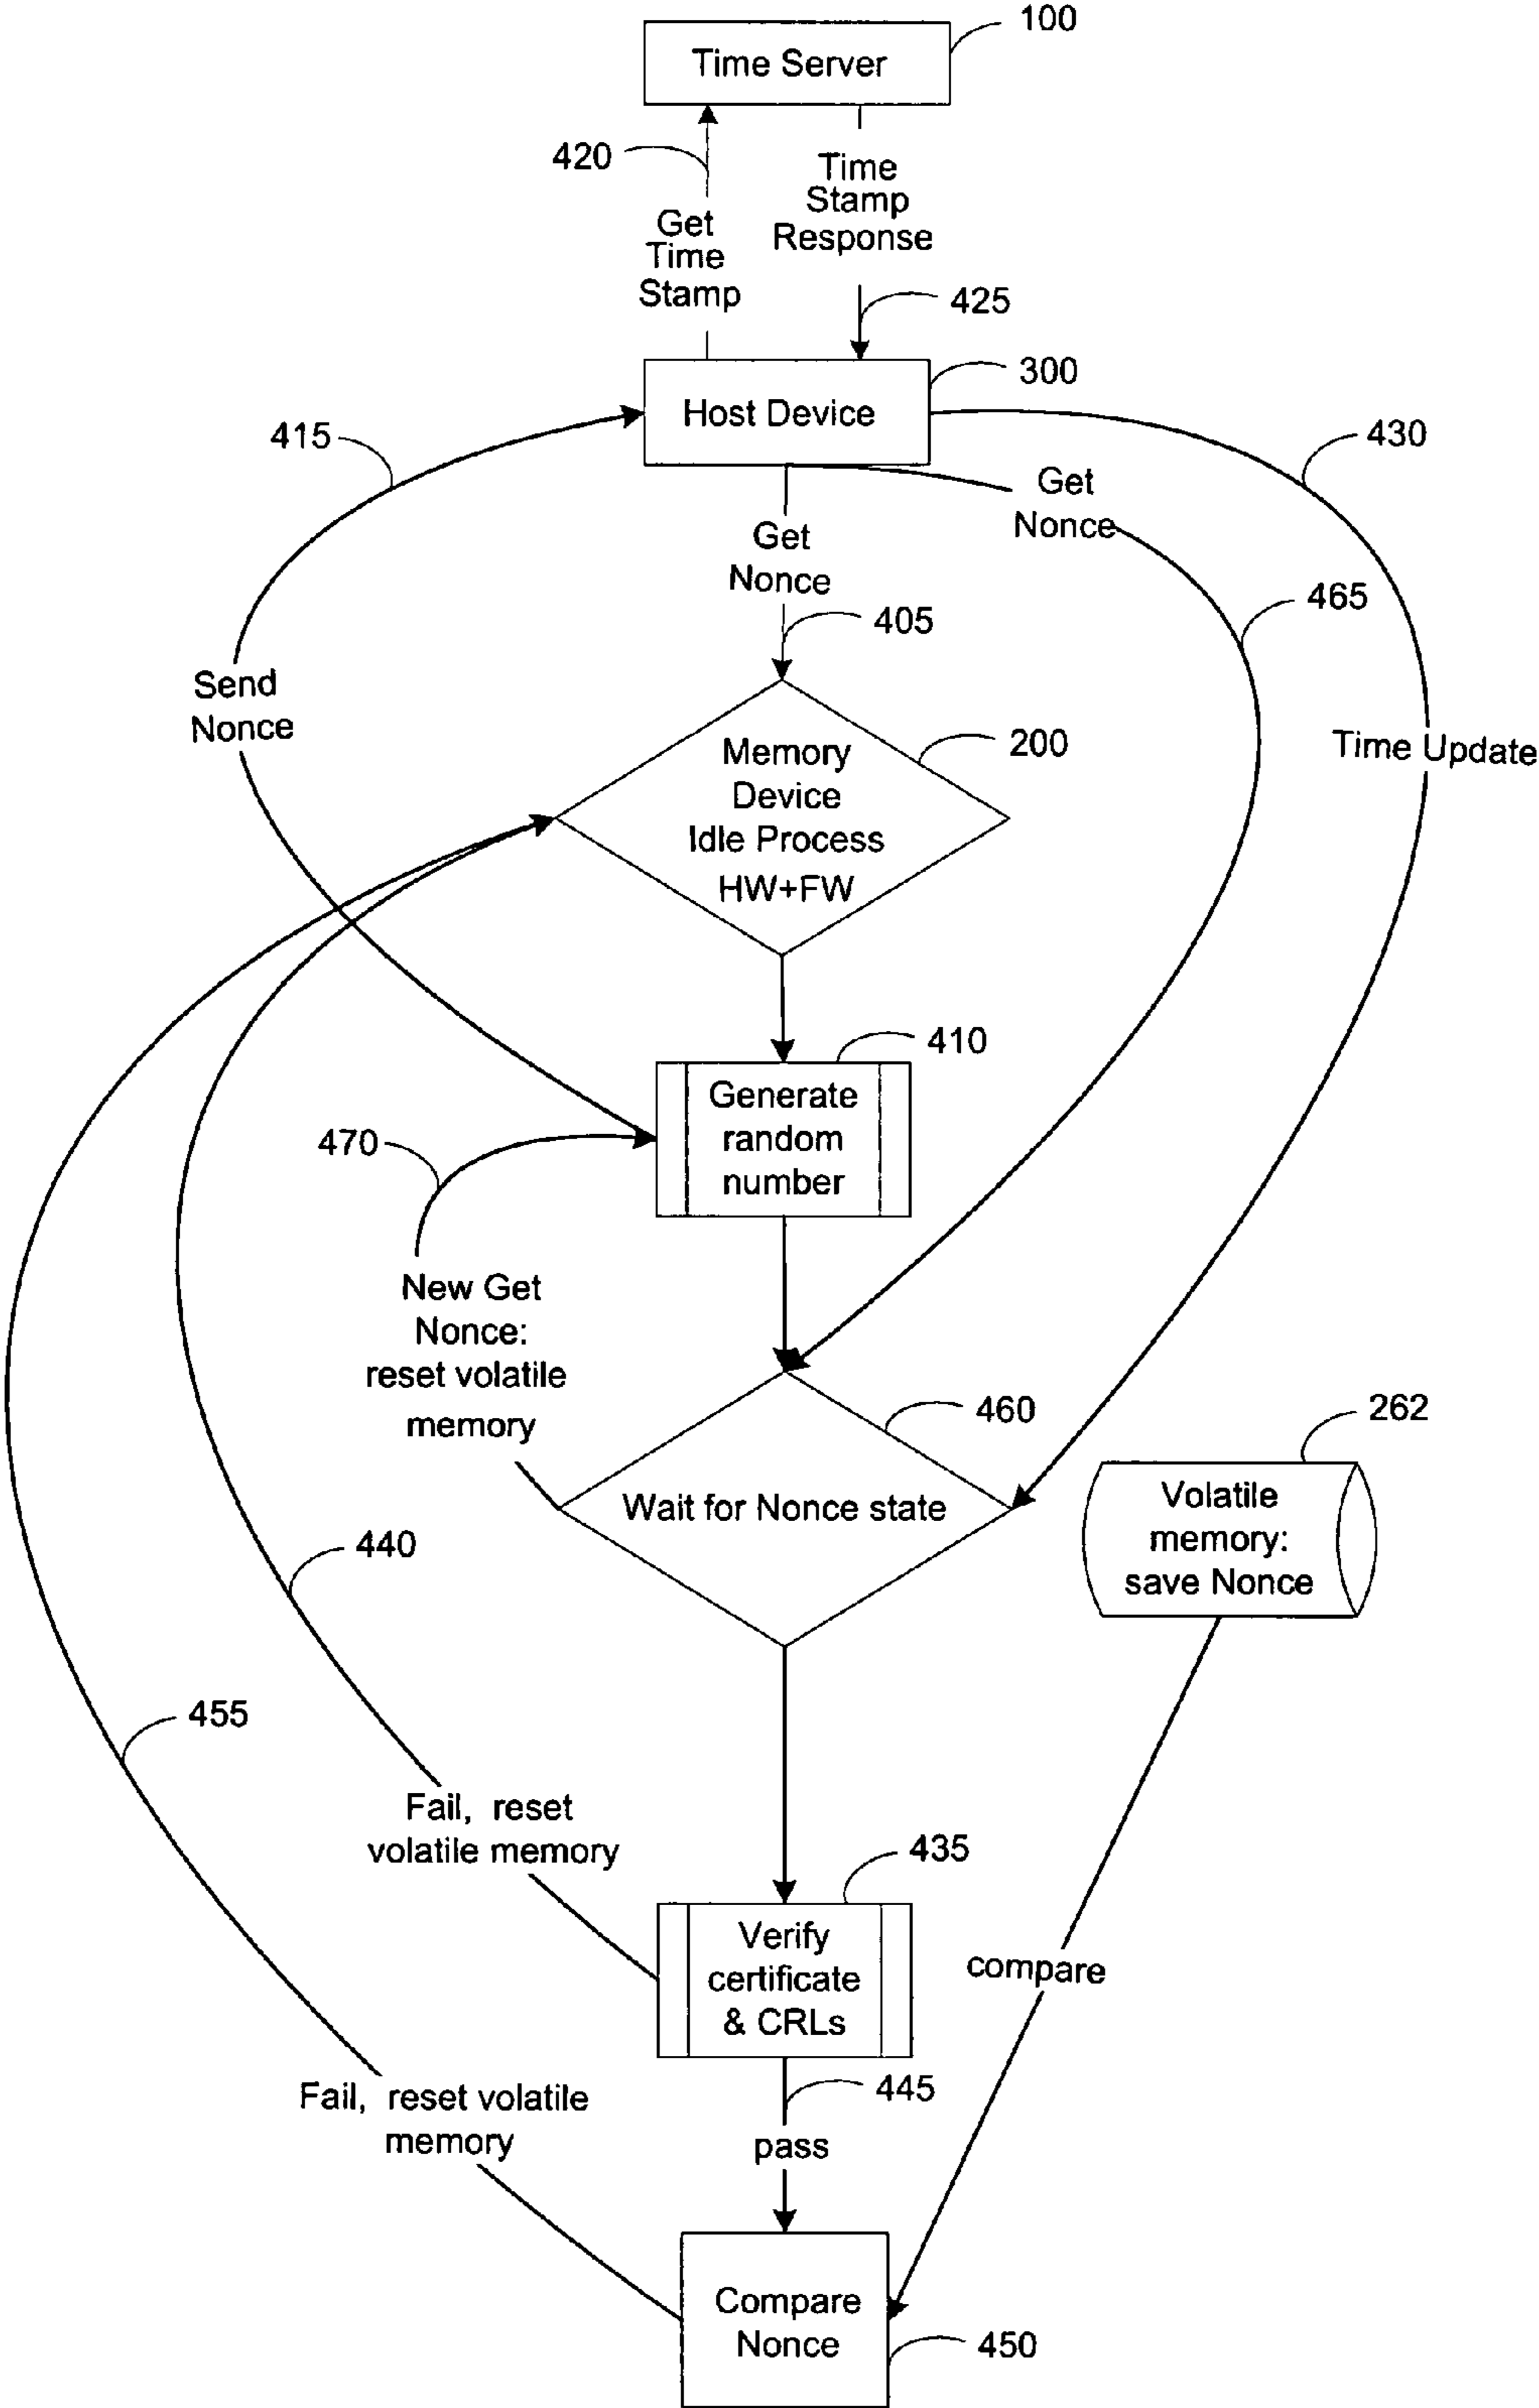 100
Time Server
420
Time
Stamp
Response
Get
Time
Stamp
425
300
Host Device
415
430
Get
Nonce
Get
Nonce
465
405
Send
Nonce
200
Memory
Device
Idle Process
HW+FW
Time Update
410
Generate
random
number
470
New Get
Nonce:
reset volatile
memory
460
Wait for Nonce state
262
Volatile
memory:
save Nonce
440
455
Fail, reset
volatile memory
435
Verify
certificate
& CRLs
compare
445
pass
Fail, reset volatile
memory
Compare
Nonce
450